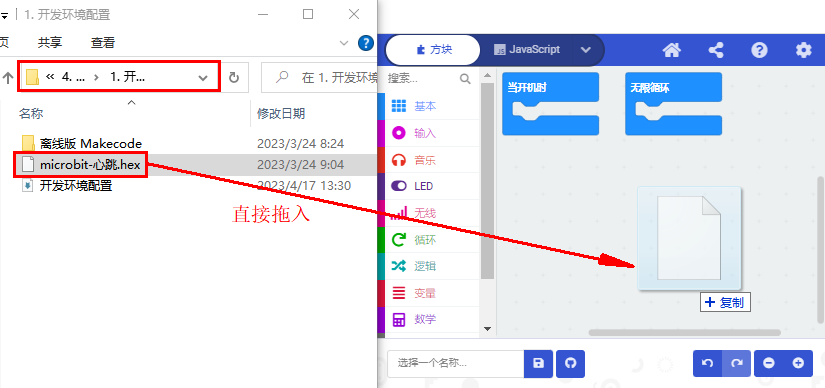 1. 开发环境配置
页 共享 查看
« 4. ... › 1. 开...
在 1. 开发环境
名称 修改日期
离线版 Makecode 2023/3/24 8:24
microbit-心跳.hex 2023/3/24 9:04
开发环境配置 2023/4/17 13:30
直接拖入
方块 JS JavaScript
搜索...
基本
输入
音乐
LED
无线
循环
逻辑
变量
数学
当开机时 无限循环
+ 复制
选择一个名称...